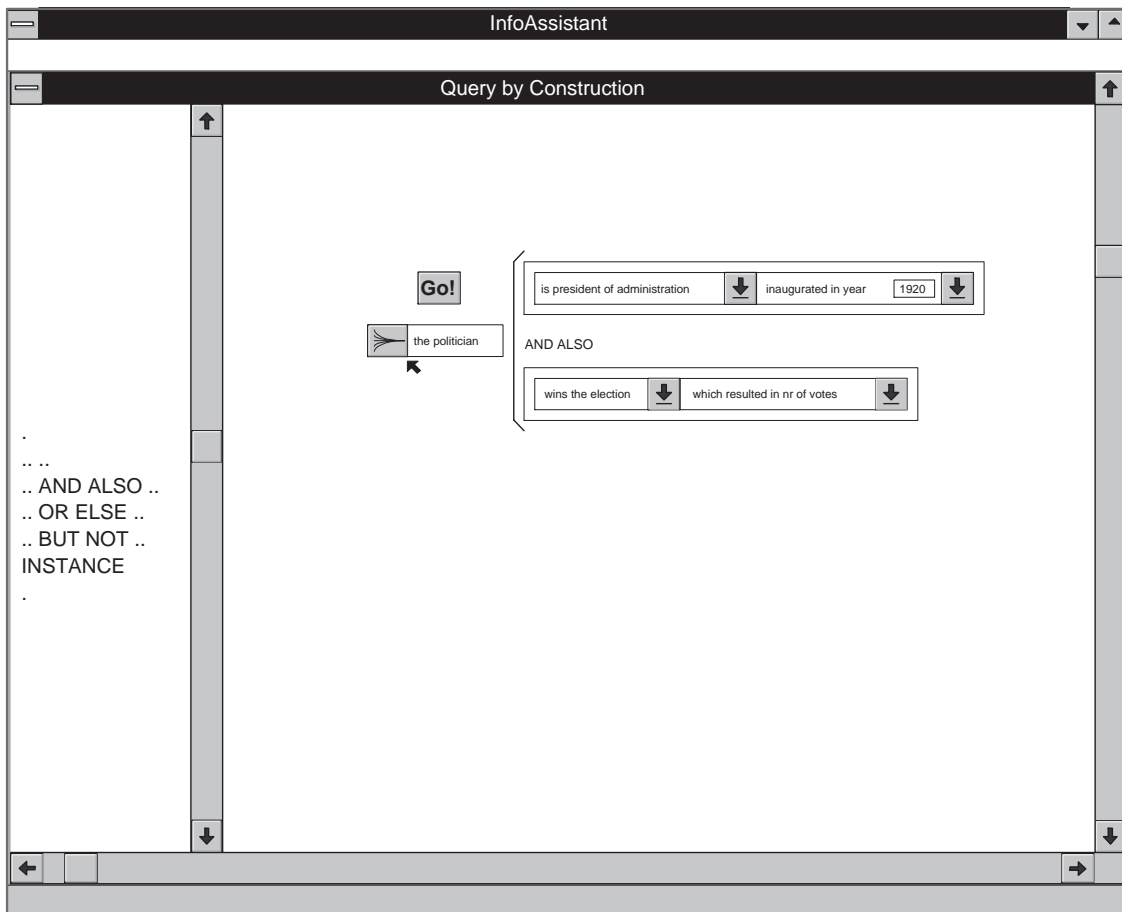 InfoAssistant
Query by Construction
Go!
is president of administration inaugurated in year 1920
the politician
AND ALSO
wins the election which resulted in nr of votes
.
.. ..
.. AND ALSO ..
.. OR ELSE ..
.. BUT NOT ..
INSTANCE
.